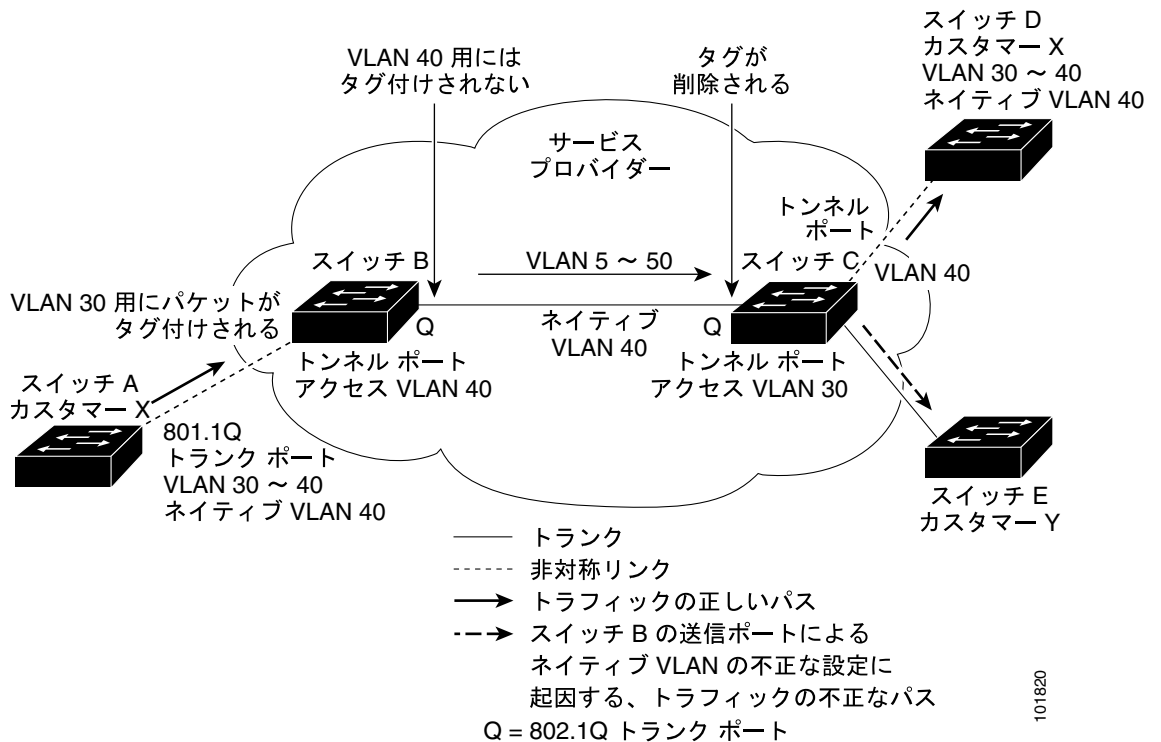 スイッチ D
カスタマー X
VLAN 30 ～ 40
ネイティブ VLAN 40
VLAN 40 用には
タグ付けされない
タグが
削除される
サービス
プロバイダー
トンネル
ポート
スイッチ B
VLAN 5 ～ 50
スイッチ C
VLAN 40
VLAN 30 用にパケットが
タグ付けされる
Q
ネイティブ
VLAN 40
Q
トンネル ポート
アクセス VLAN 40
トンネル ポート
アクセス VLAN 30
スイッチ A
カスタマー X
801.1Q
トランク ポート
VLAN 30 ～ 40
ネイティブ VLAN 40
スイッチ E
カスタマー Y
トランク
非対称リンク
トラフィックの正しいパス
スイッチ B の送信ポートによる
ネイティブ VLAN の不正な設定に
起因する、トラフィックの不正なパス
Q = 802.1Q トランク ポート
101820